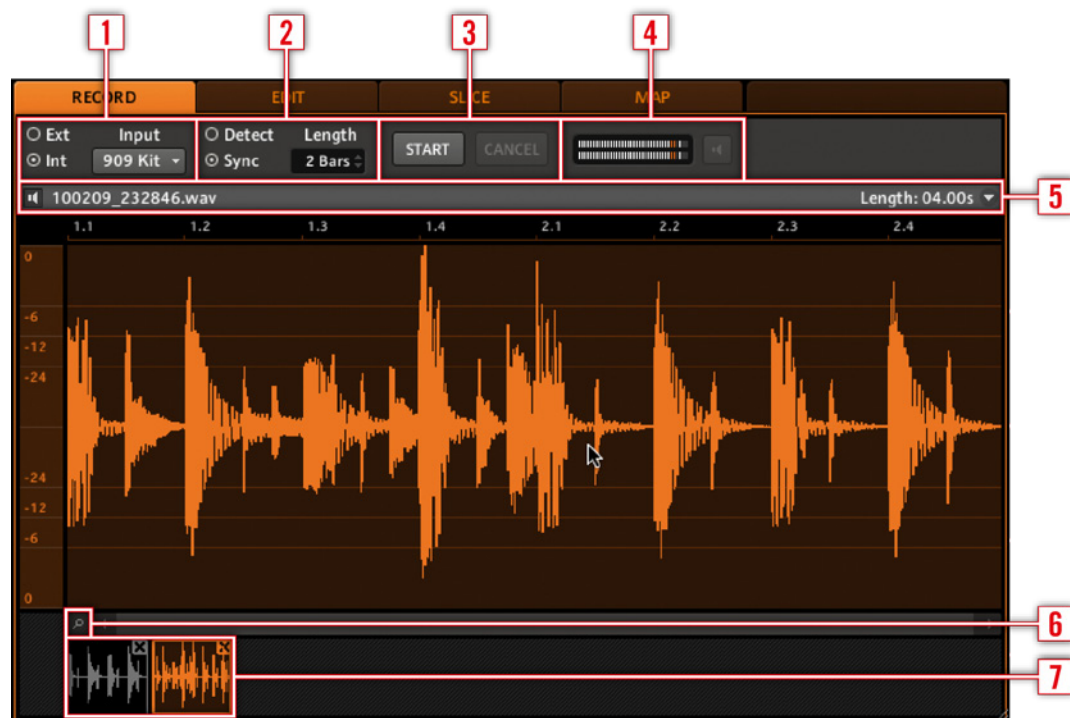 1 2 3 4
RECORD EDIT SLICE MAP
Ext Input Detect Length
START CANCEL
Int 909 Kit Sync 2 Bars
100209_232846.wav Length: 04.00s 5
1.1 1.2 1.3 1.4 2.1 2.2 2.3 2.4
0
-6
-12
-24
-24
-12
-6
0
6
7